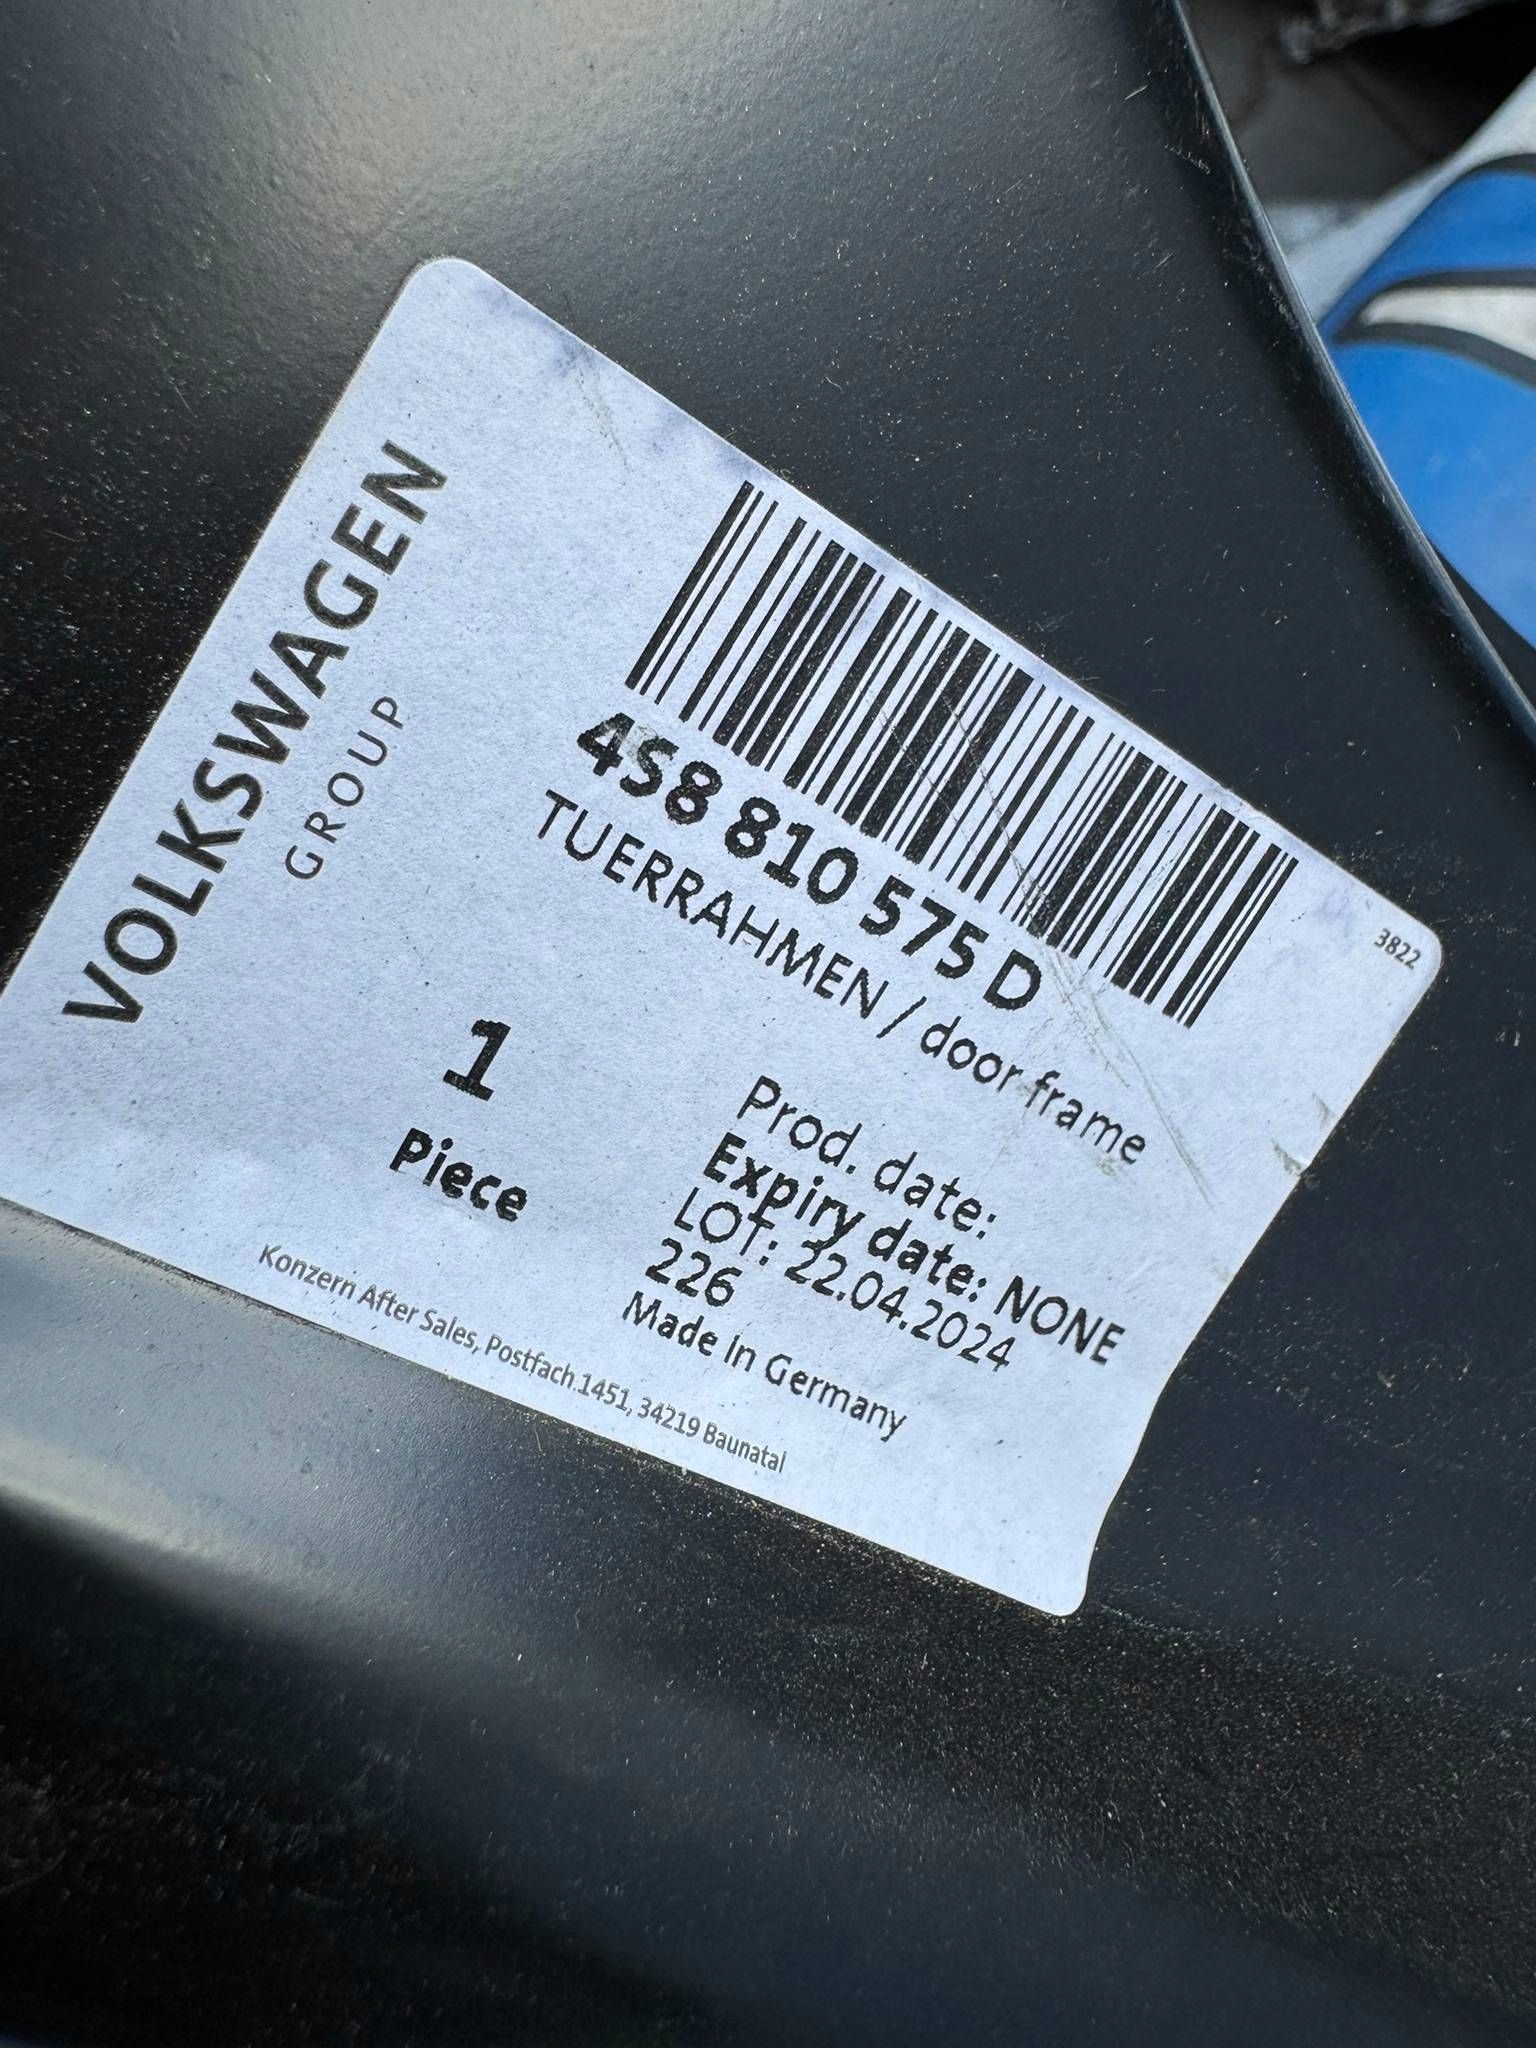 VOLKSWAGEN
GROUP
4S8 810 575 D
TUERRAHMEN / door frame
3822
1
Piece
Prod. date:
Expiry date: NONE
LOT: 22.04.2024
226
Made in Germany
Konzern After Sales, Postfach 1451, 34219 Baunatal